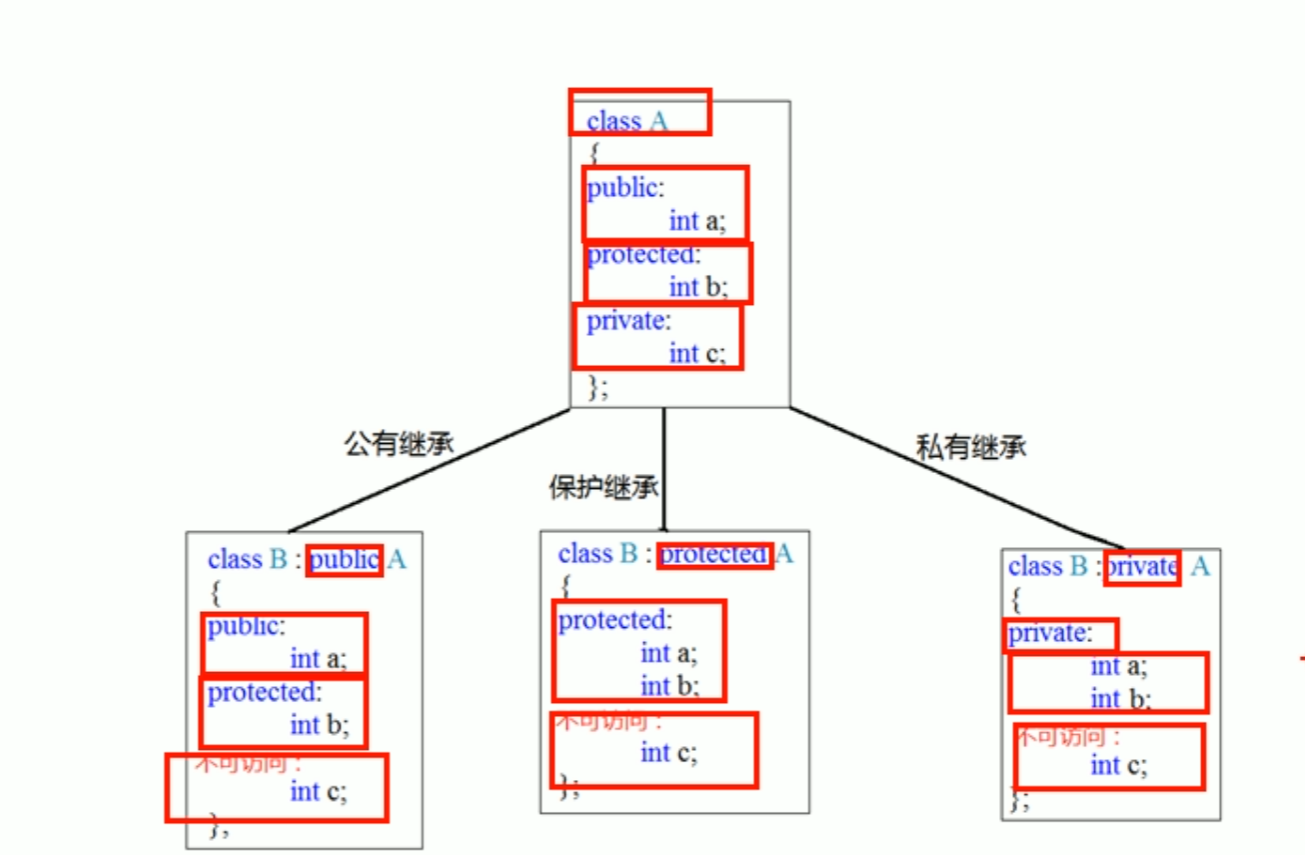 class A
{
public:
int a;
protected:
int b;
private:
int c;
};
公有继承
保护继承
私有继承
class B : public A
{
public:
int a;
protected:
int b;
不可访问：
int c;
};
class B : protected A
{
protected:
int a;
int b;
不可访问：
int c;
};
class B : private A
{
private:
int a;
int b;
不可访问：
int c;
};